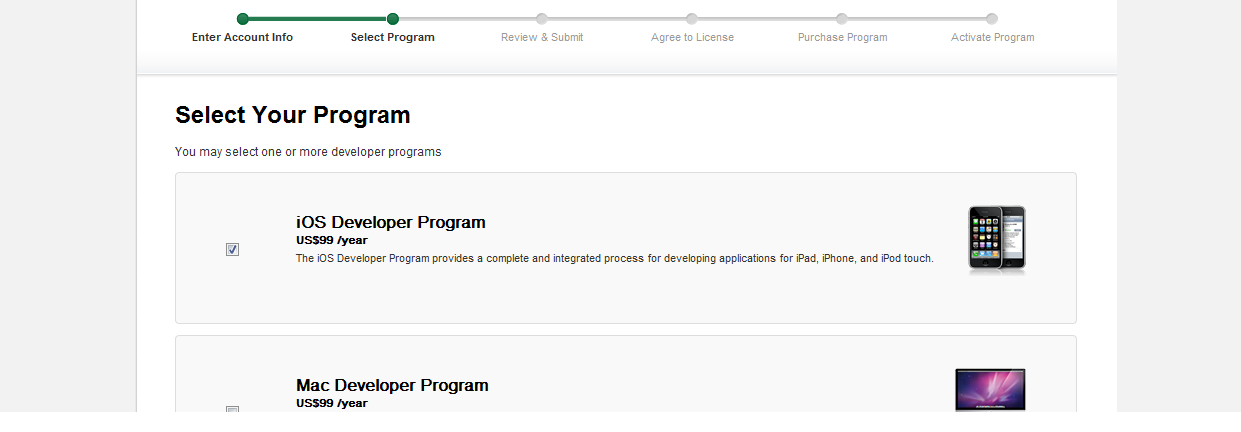 Enter Account Info
Select Program
Review & Submit
Agree to License
Purchase Program
Activate Program
Select Your Program
You may select one or more developer programs
iOS Developer Program
US$99 /year
The iOS Developer Program provides a complete and integrated process for developing applications for iPad, iPhone, and iPod touch.
Mac Developer Program
US$99 /year